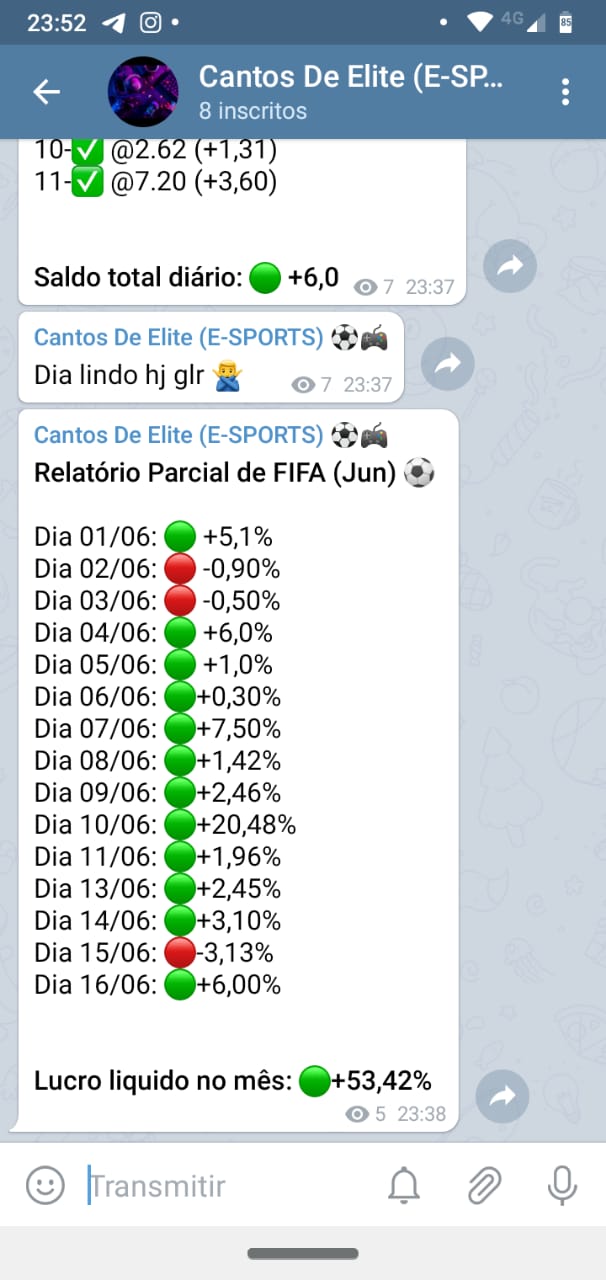 23:52
4G
85
Cantos De Elite (E-SP...
8 inscritos
10-✅ @2.62 (+1,31)
11-✅ @7.20 (+3,60)
Saldo total diário: 🟢 +6,0
7 23:37
Cantos De Elite (E-SPORTS) ⚽🎮
Dia lindo hj glr 🙅‍♂️
7 23:37
Cantos De Elite (E-SPORTS) ⚽🎮
Relatório Parcial de FIFA (Jun) ⚽
Dia 01/06: 🟢 +5,1%
Dia 02/06: 🔴 -0,90%
Dia 03/06: 🔴 -0,50%
Dia 04/06: 🟢 +6,0%
Dia 05/06: 🟢 +1,0%
Dia 06/06: 🟢+0,30%
Dia 07/06: 🟢+7,50%
Dia 08/06: 🟢+1,42%
Dia 09/06: 🟢+2,46%
Dia 10/06: 🟢+20,48%
Dia 11/06: 🟢+1,96%
Dia 13/06: 🟢+2,45%
Dia 14/06: 🟢+3,10%
Dia 15/06: 🔴-3,13%
Dia 16/06: 🟢+6,00%
Lucro liquido no mês: 🟢+53,42%
5 23:38
Transmitir